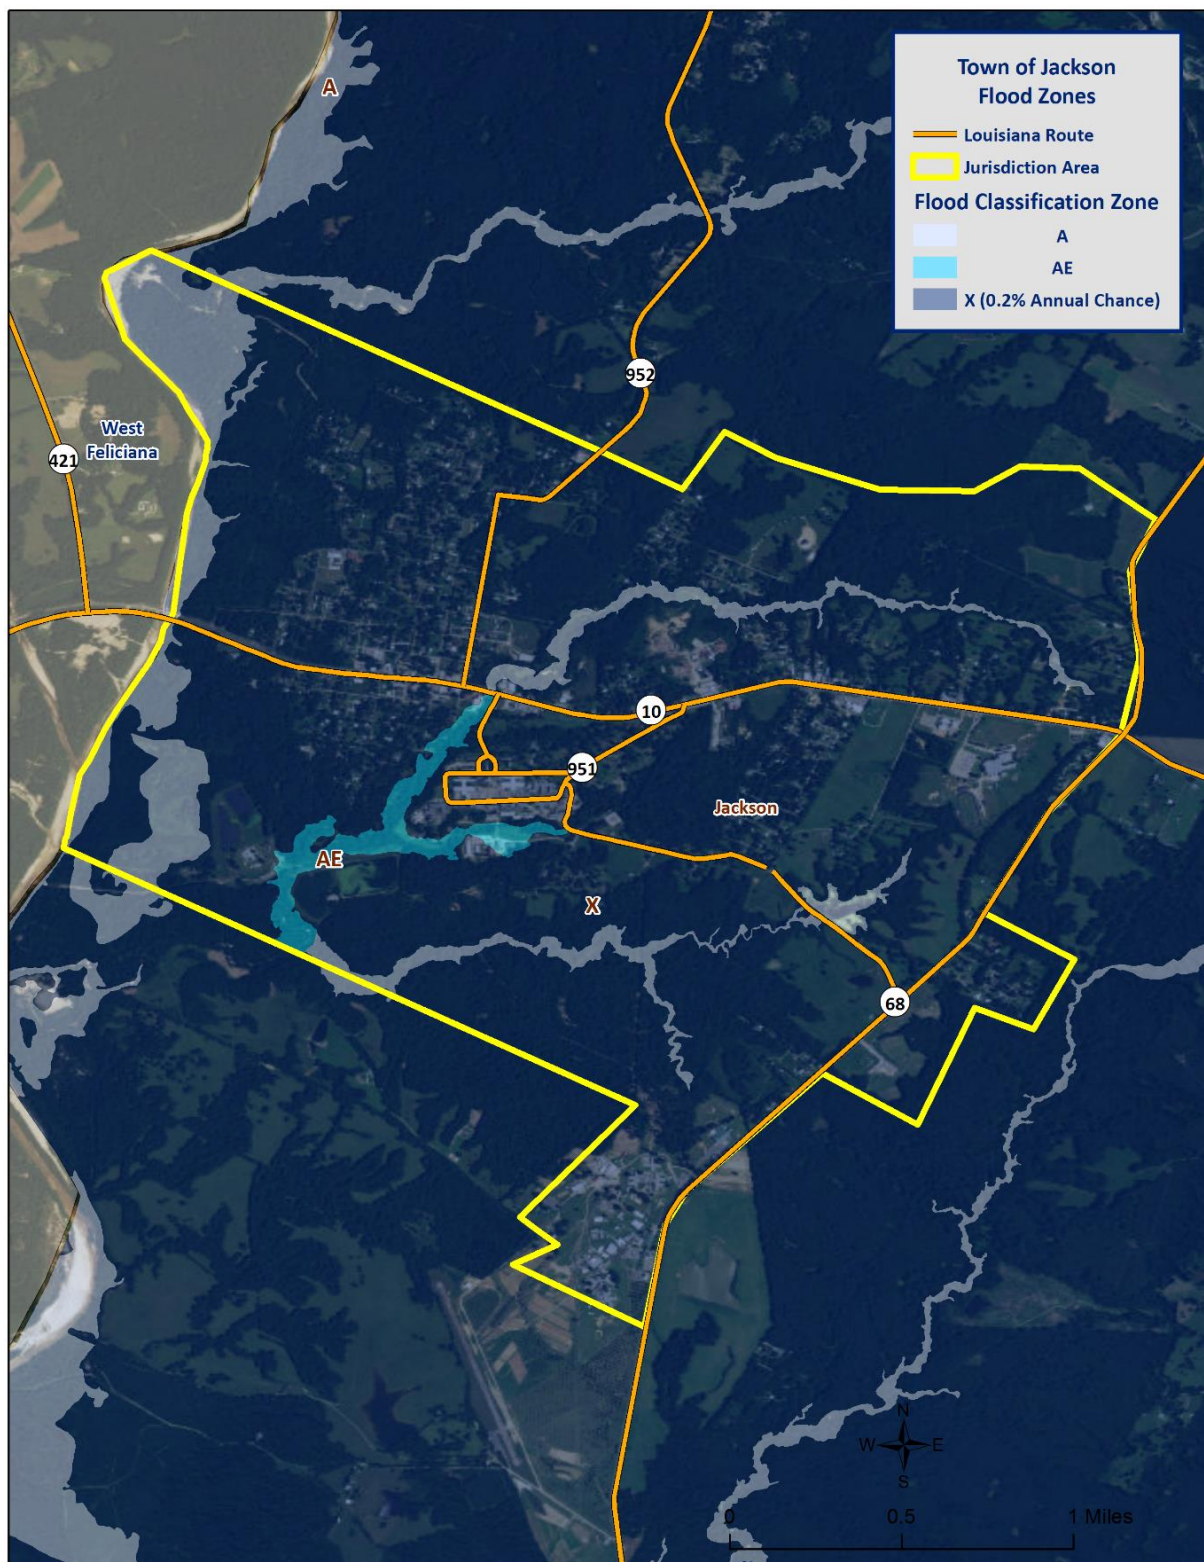 Town of Jackson
Flood Zones
Louisiana Route
Jurisdiction Area
Flood Classification Zone
A
AE
X (0.2% Annual Chance)
A
952
West
Feliciana
421
10
951
Jackson
AE
X
68
N
W E
S
0 0.5 1 Miles